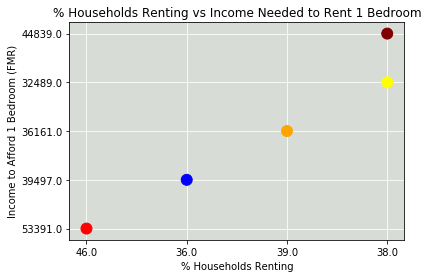 % Households Renting vs Income Needed to Rent 1 Bedroom
Income to Afford 1 Bedroom (FMR)
44839.0
32489.0
36161.0
39497.0
53391.0
46.0 36.0 39.0 38.0
% Households Renting